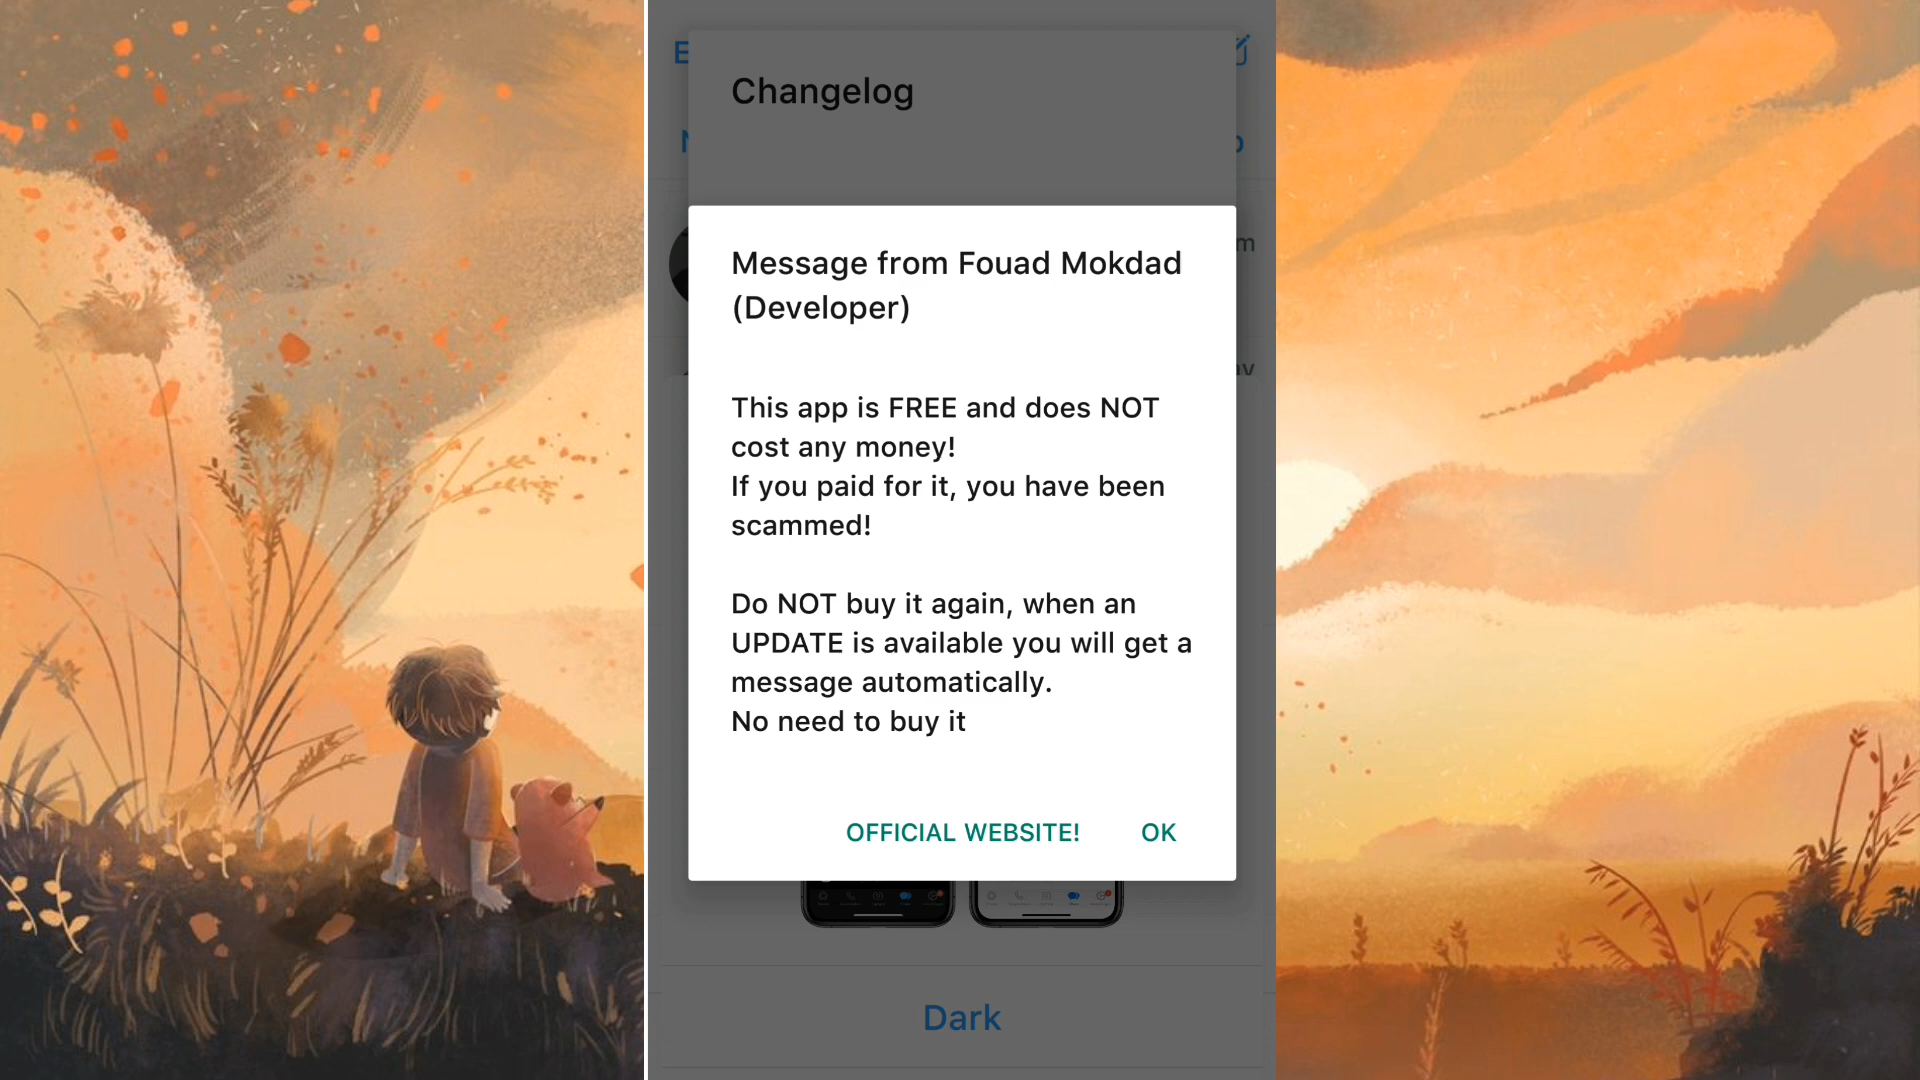 Changelog
Message from Fouad Mokdad
(Developer)
This app is FREE and does NOT
cost any money!
If you paid for it, you have been
scammed!
Do NOT buy it again, when an
UPDATE is available you will get a
message automatically.
No need to buy it
OFFICIAL WEBSITE! OK
Dark